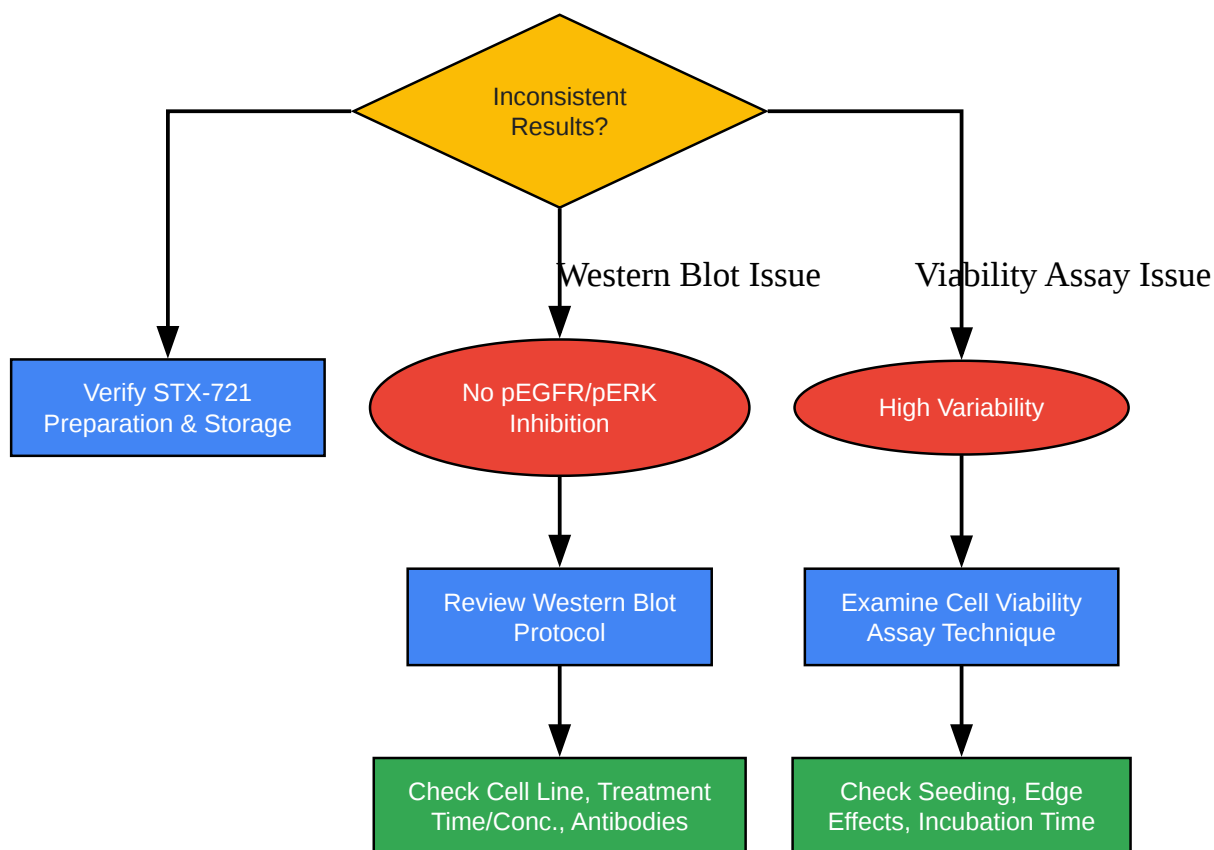 Inconsistent
Results?
Western Blot Issue
Viability Assay Issue
Verify STX-721
Preparation & Storage
No pEGFR/pERK
Inhibition
High Variability
Review Western Blot
Protocol
Examine Cell Viability
Assay Technique
Check Cell Line, Treatment
Time/Conc., Antibodies
Check Seeding, Edge
Effects, Incubation Time